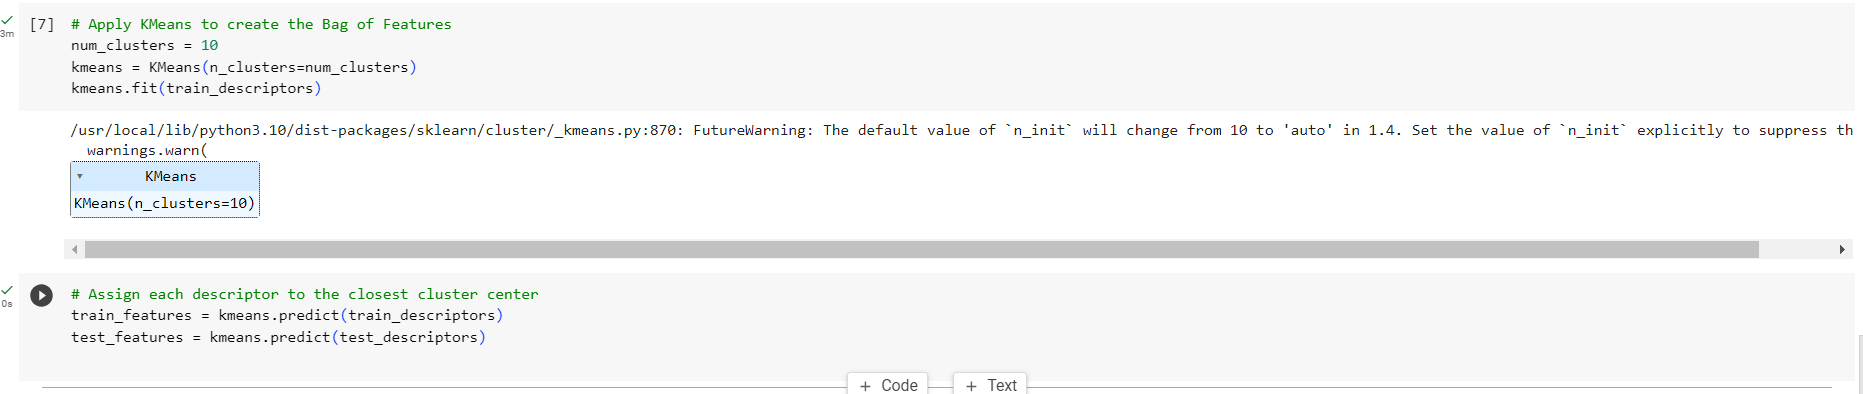 [7] # Apply KMeans to create the Bag of Features
3m
num_clusters = 10
kmeans = KMeans(n_clusters=num_clusters)
kmeans.fit(train_descriptors)
/usr/local/lib/python3.10/dist-packages/sklearn/cluster/_kmeans.py:870: FutureWarning: The default value of `n_init` will change from 10 to 'auto' in 1.4. Set the value of `n_init` explicitly to suppress th
warnings.warn(
KMeans
KMeans(n_clusters=10)
# Assign each descriptor to the closest cluster center
0s
train_features = kmeans.predict(train_descriptors)
test_features = kmeans.predict(test_descriptors)
+ Code + Text